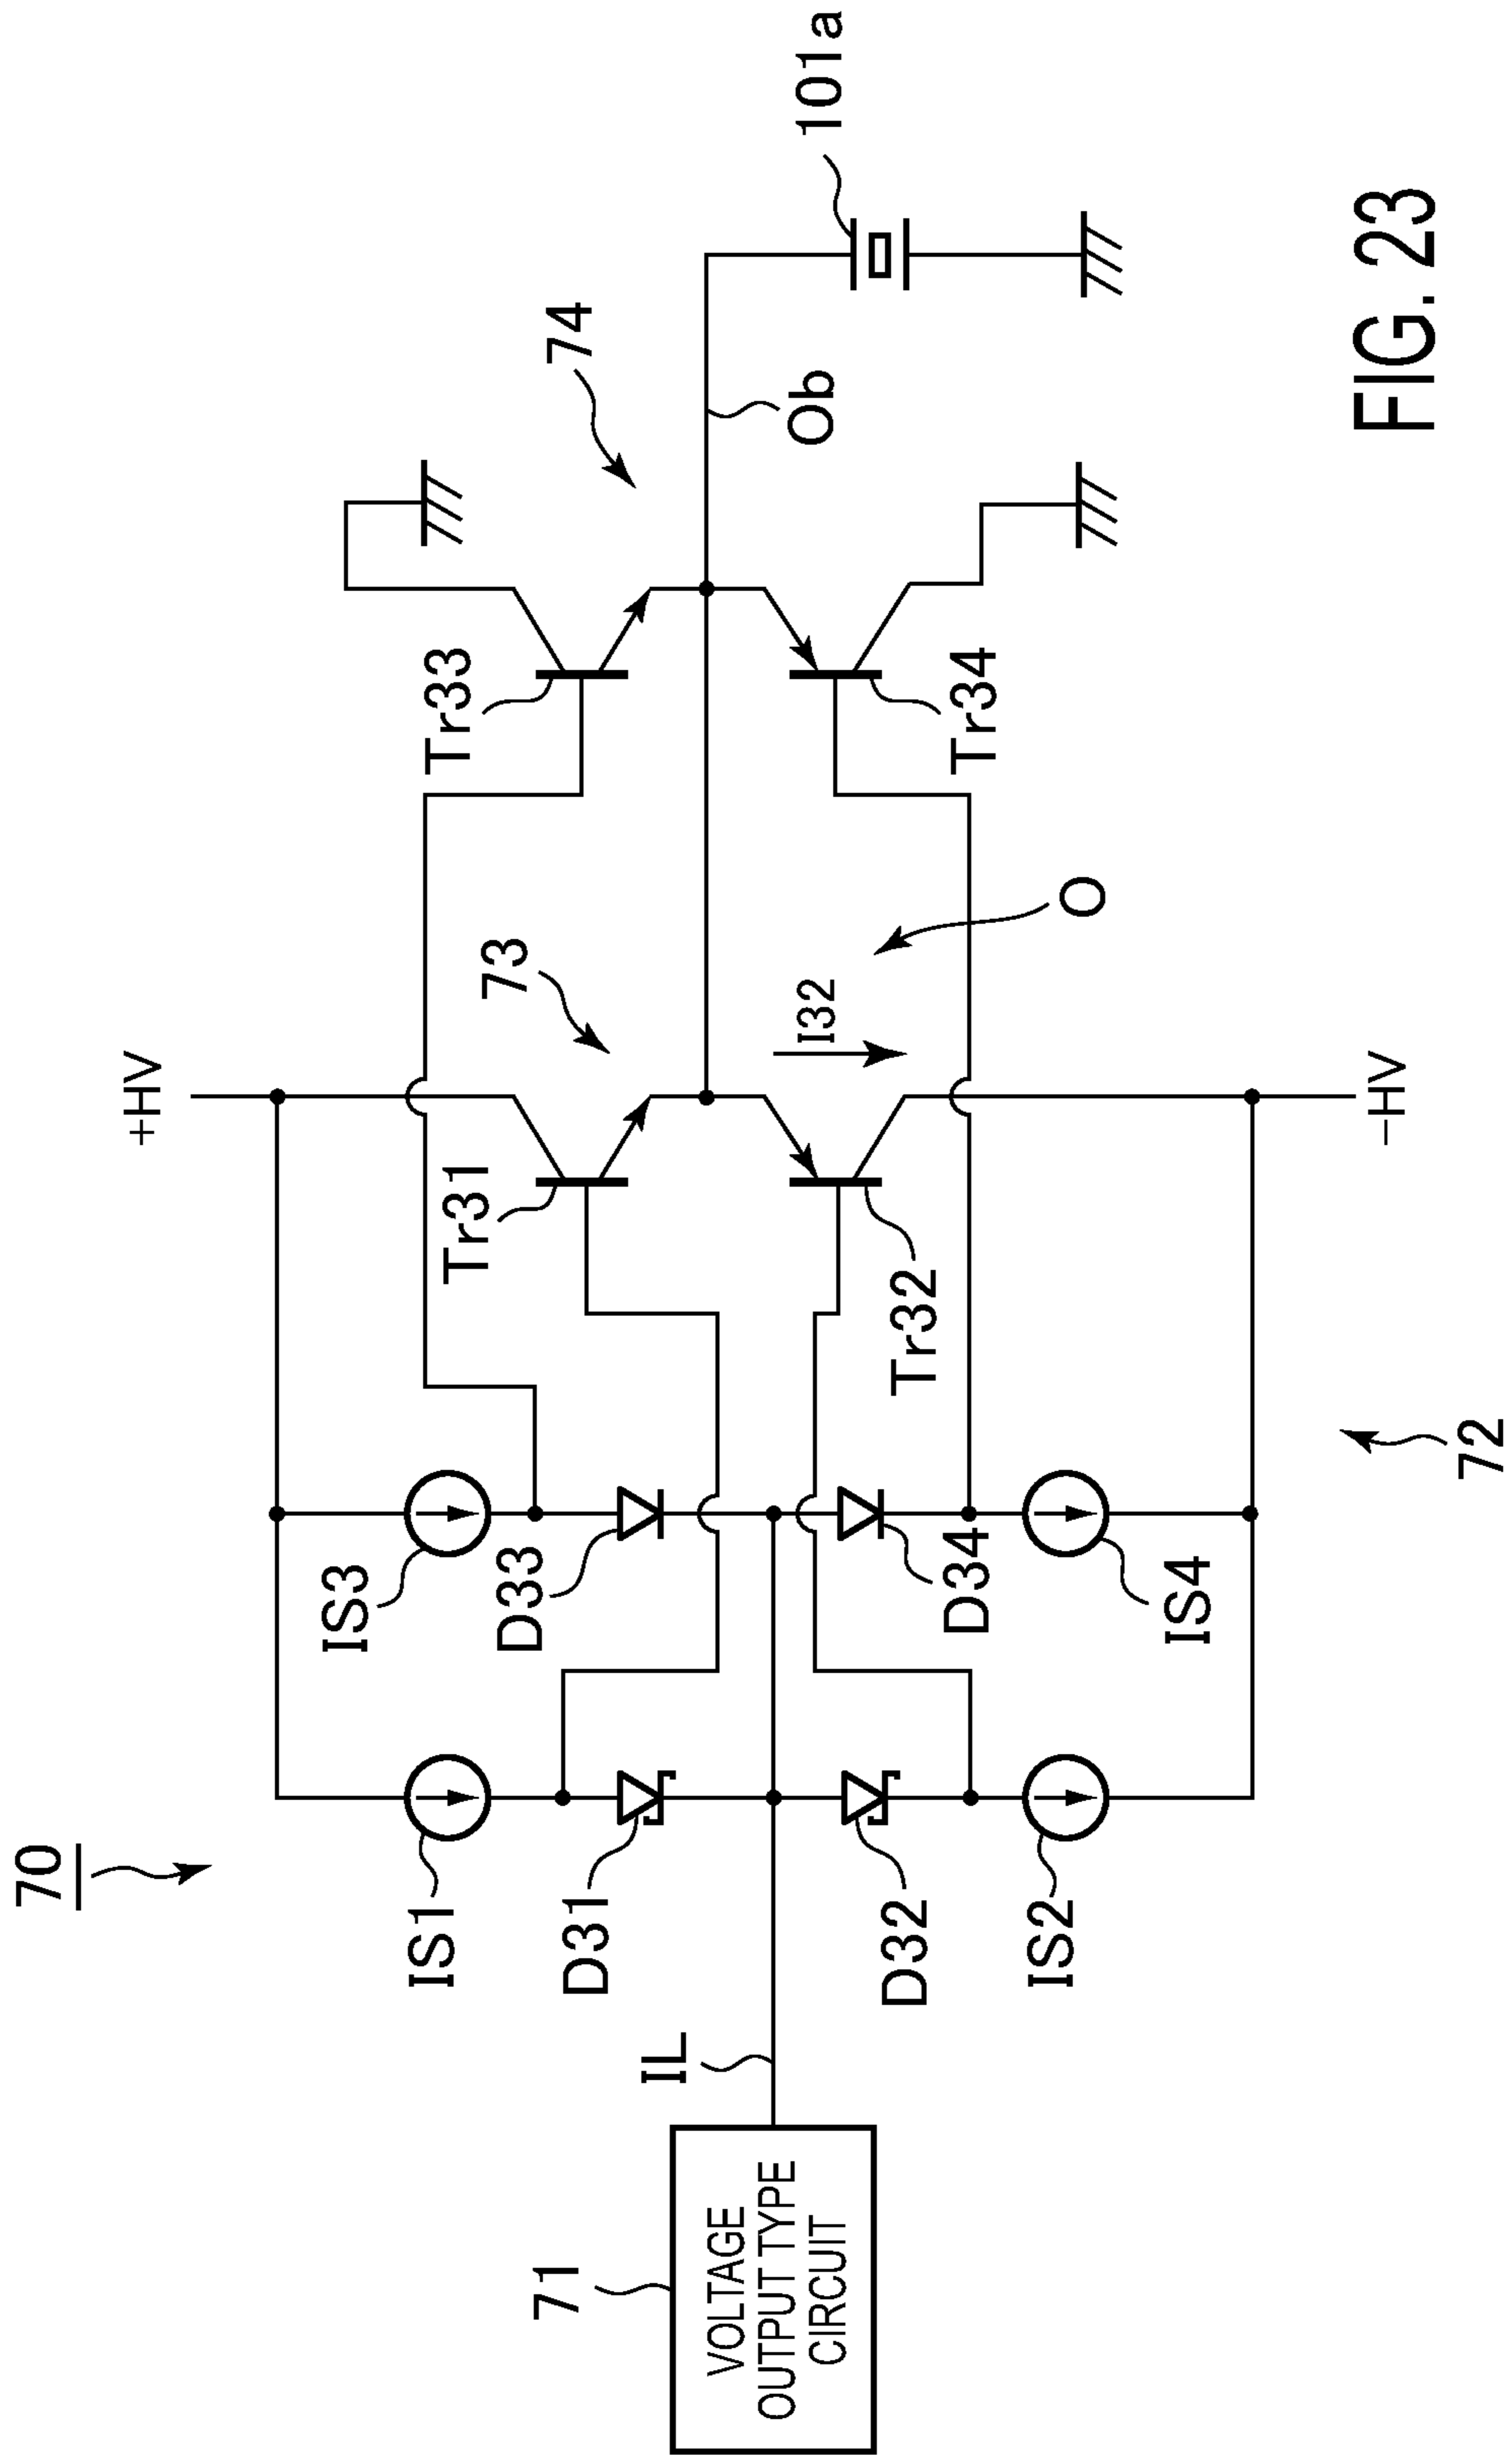 70
+HV
IS1
IS3
D31
D33
Tr31
73
Tr33
74
IL
71
VOLTAGE
OUTPUT TYPE
CIRCUIT
I32
Ob
101a
D32
D34
Tr32
O
Tr34
IS2
IS4
-HV
72
FIG. 23